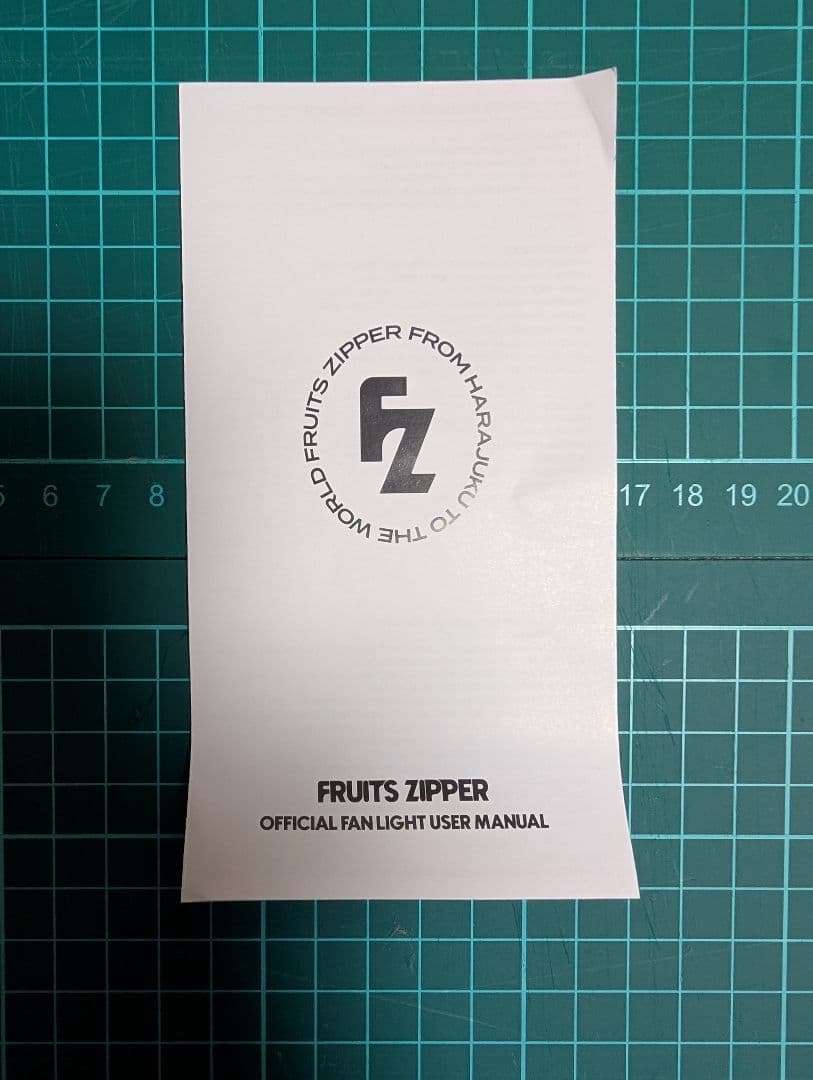 FRUITS ZIPPER FROM HARAJUKU TO THE WORLD
FZ
6 7 8 17 18 19 20
FRUITS ZIPPER
OFFICIAL FAN LIGHT USER MANUAL